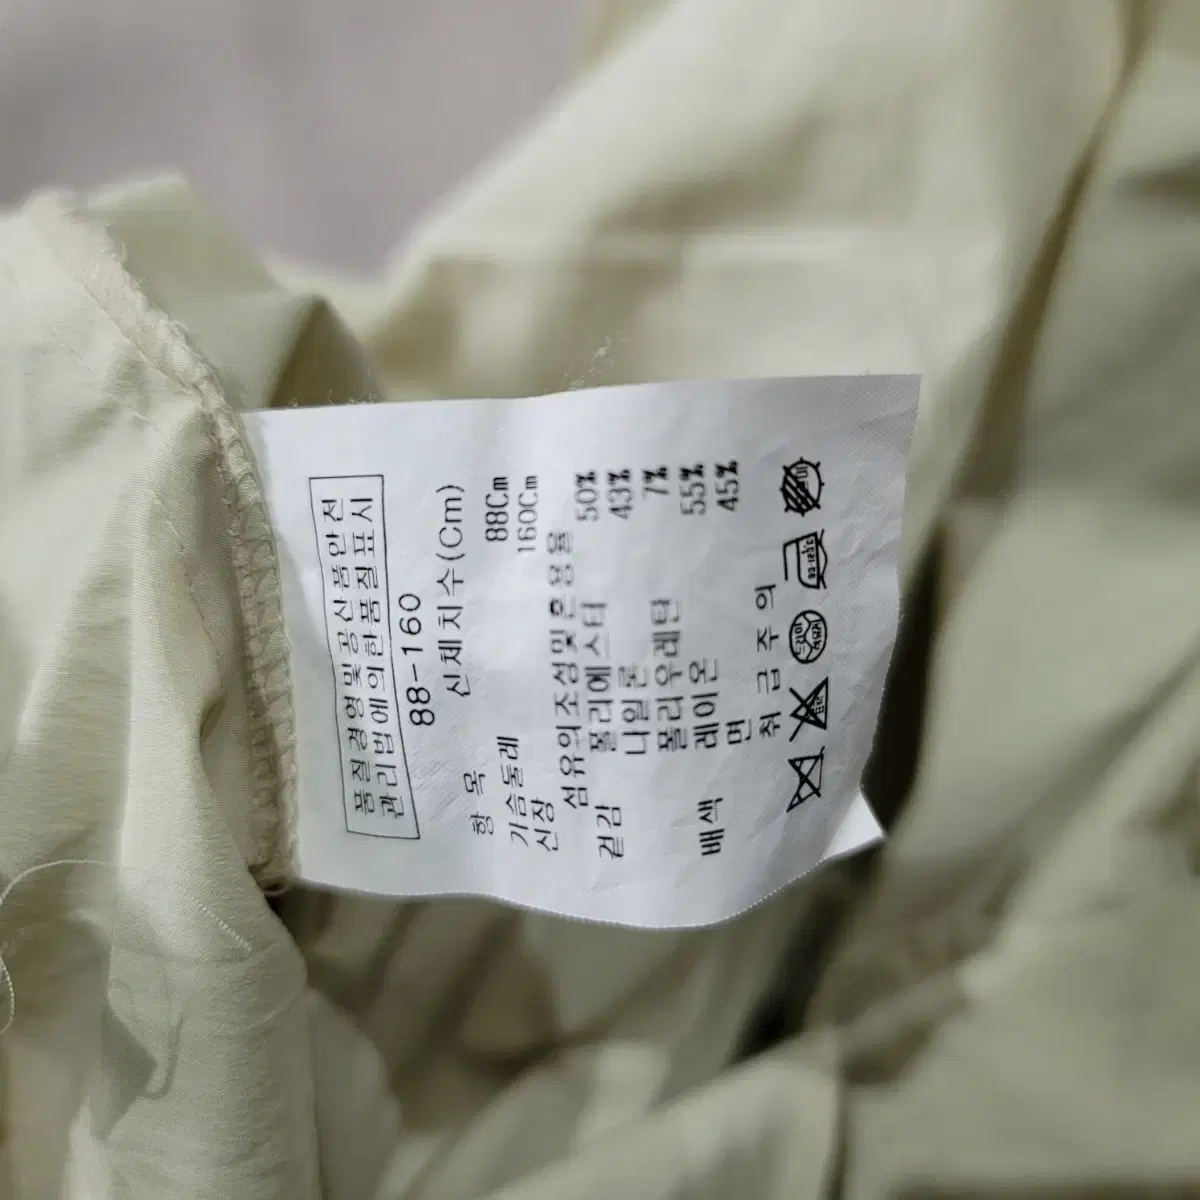 품질경영및공산품안전
관리법에의한품질표시
88-160
신체치수(Cm)
항 목
가슴둘레 88Cm
신장 160Cm
섬유의조성및혼용률
겉감 폴리에스터 50%
나일론 43%
폴리우레탄 7%
배색 레이온 55%
면 45%
취 급 주 의